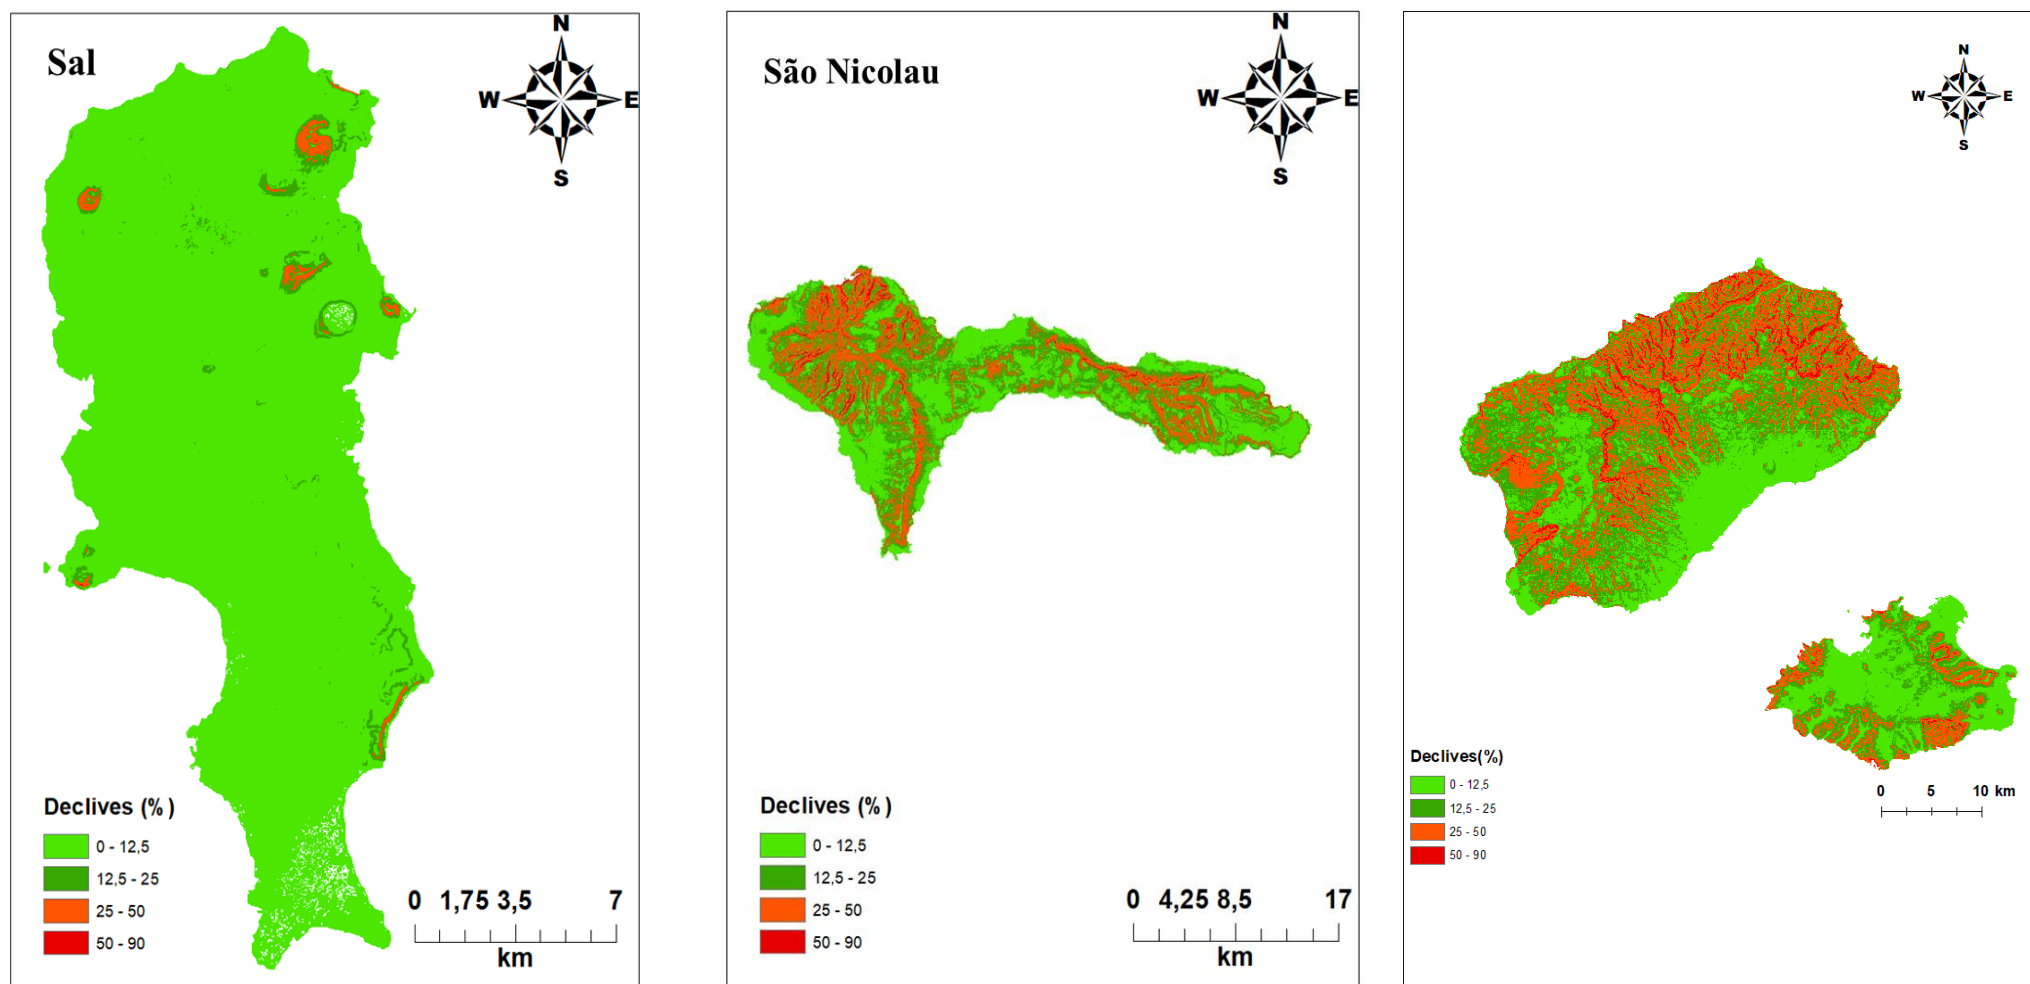 Sal
N
W E
S
Declives (%)
0 - 12,5
12,5 - 25
25 - 50
50 - 90
0 1,75 3,5 7
km
São Nicolau
N
W E
S
Declives (%)
0 - 12,5
12,5 - 25
25 - 50
50 - 90
0 4,25 8,5 17
km
N
W E
S
Declives(%)
0 - 12,5
12,5 - 25
25 - 50
50 - 90
0 5 10 km